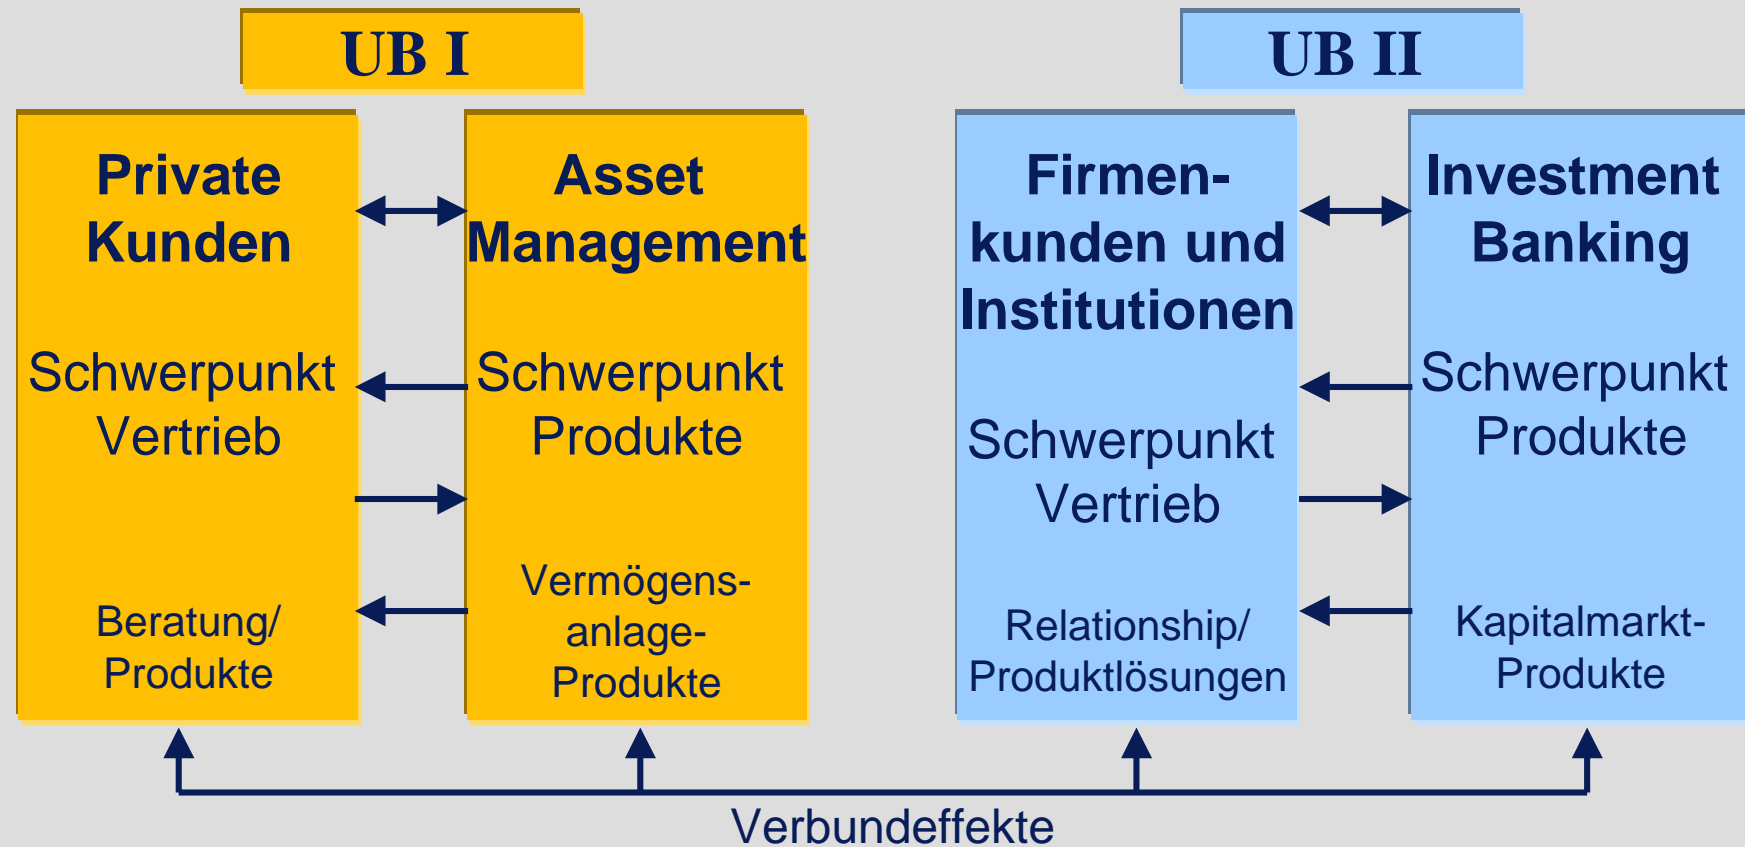 UB I
Private
Kunden
Schwerpunkt
Vertrieb
Beratung/
Produkte
Asset
Management
Schwerpunkt
Produkte
Vermögens-
anlage-
Produkte
UB II
Firmen-
kunden und
Institutionen
Schwerpunkt
Vertrieb
Relationship/
Produktlösungen
Investment
Banking
Schwerpunkt
Produkte
Kapitalmarkt-
Produkte
Verbundeffekte